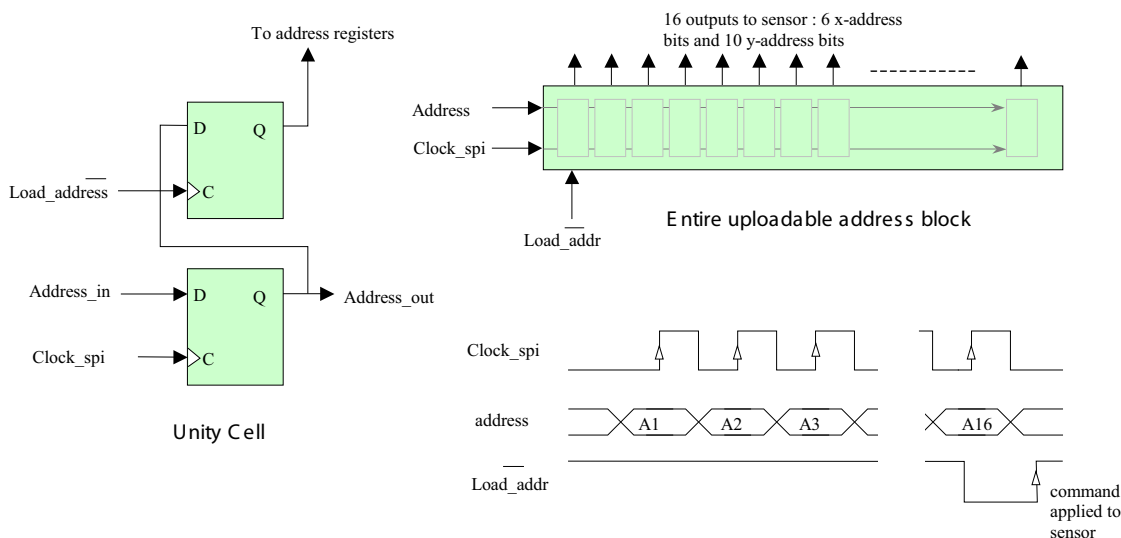 To address registers
D
Q
Load_address
C
Address_in
D
Q
Address_out
Clock_spi
C
Unity Cell
16 outputs to sensor : 6 x-address
bits and 10 y-address bits
Address
Clock_spi
Load_addr
Entire uploadable address block
Clock_spi
address
A1
A2
A3
A16
Load_addr
command
applied to
sensor